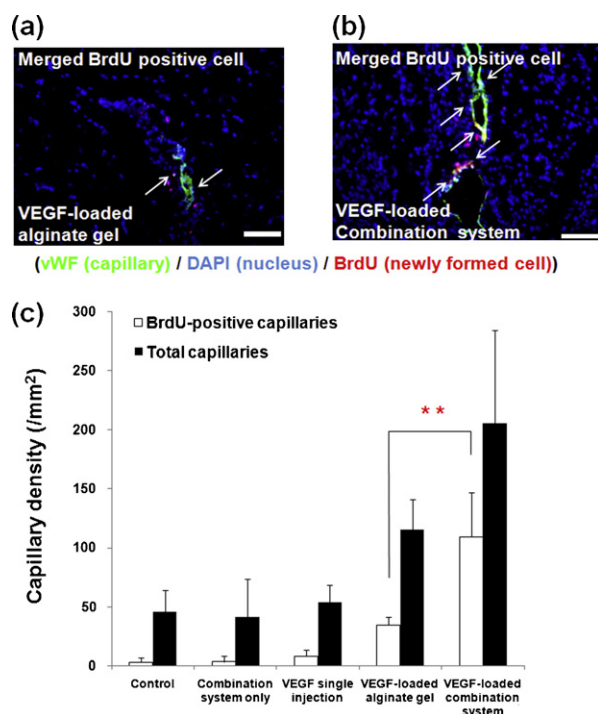 (a)
Merged BrdU positive cell
VEGF-loaded
alginate gel
(b)
Merged BrdU positive cell
VEGF-loaded
Combination system
(vWF (capillary) / DAPI (nucleus) / BrdU (newly formed cell))
(c)
300
250
200
150
100
50
0
Capillary density (/mm²)
BrdU-positive capillaries
Total capillaries
**
Control
Combination
system only
VEGF single
injection
VEGF-loaded
alginate gel
VEGF-loaded
combination
system